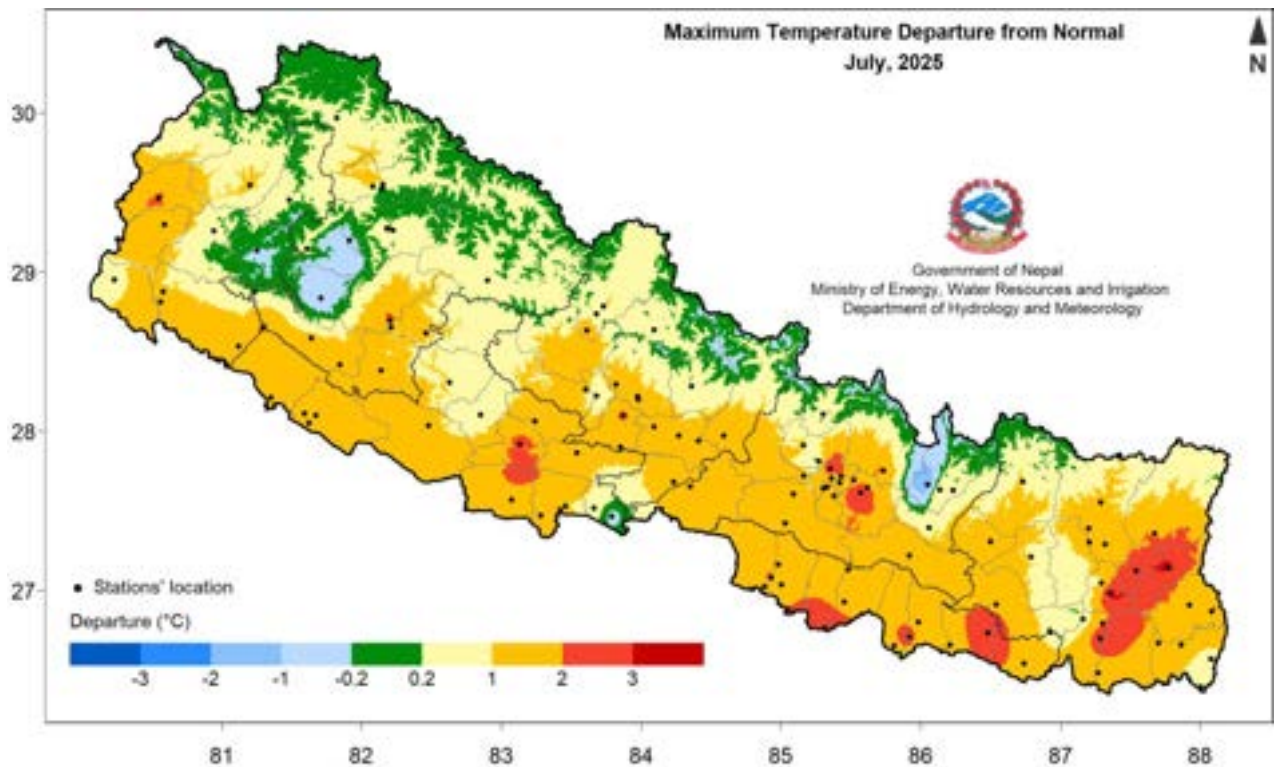 Maximum Temperature Departure from Normal
July, 2025
N
30
29
28
27
Government of Nepal
Ministry of Energy, Water Resources and Irrigation
Department of Hydrology and Meteorology
Stations' location
Departure (°C)
-3 -2 -1 -0.2 0.2 1 2 3
81 82 83 84 85 86 87 88